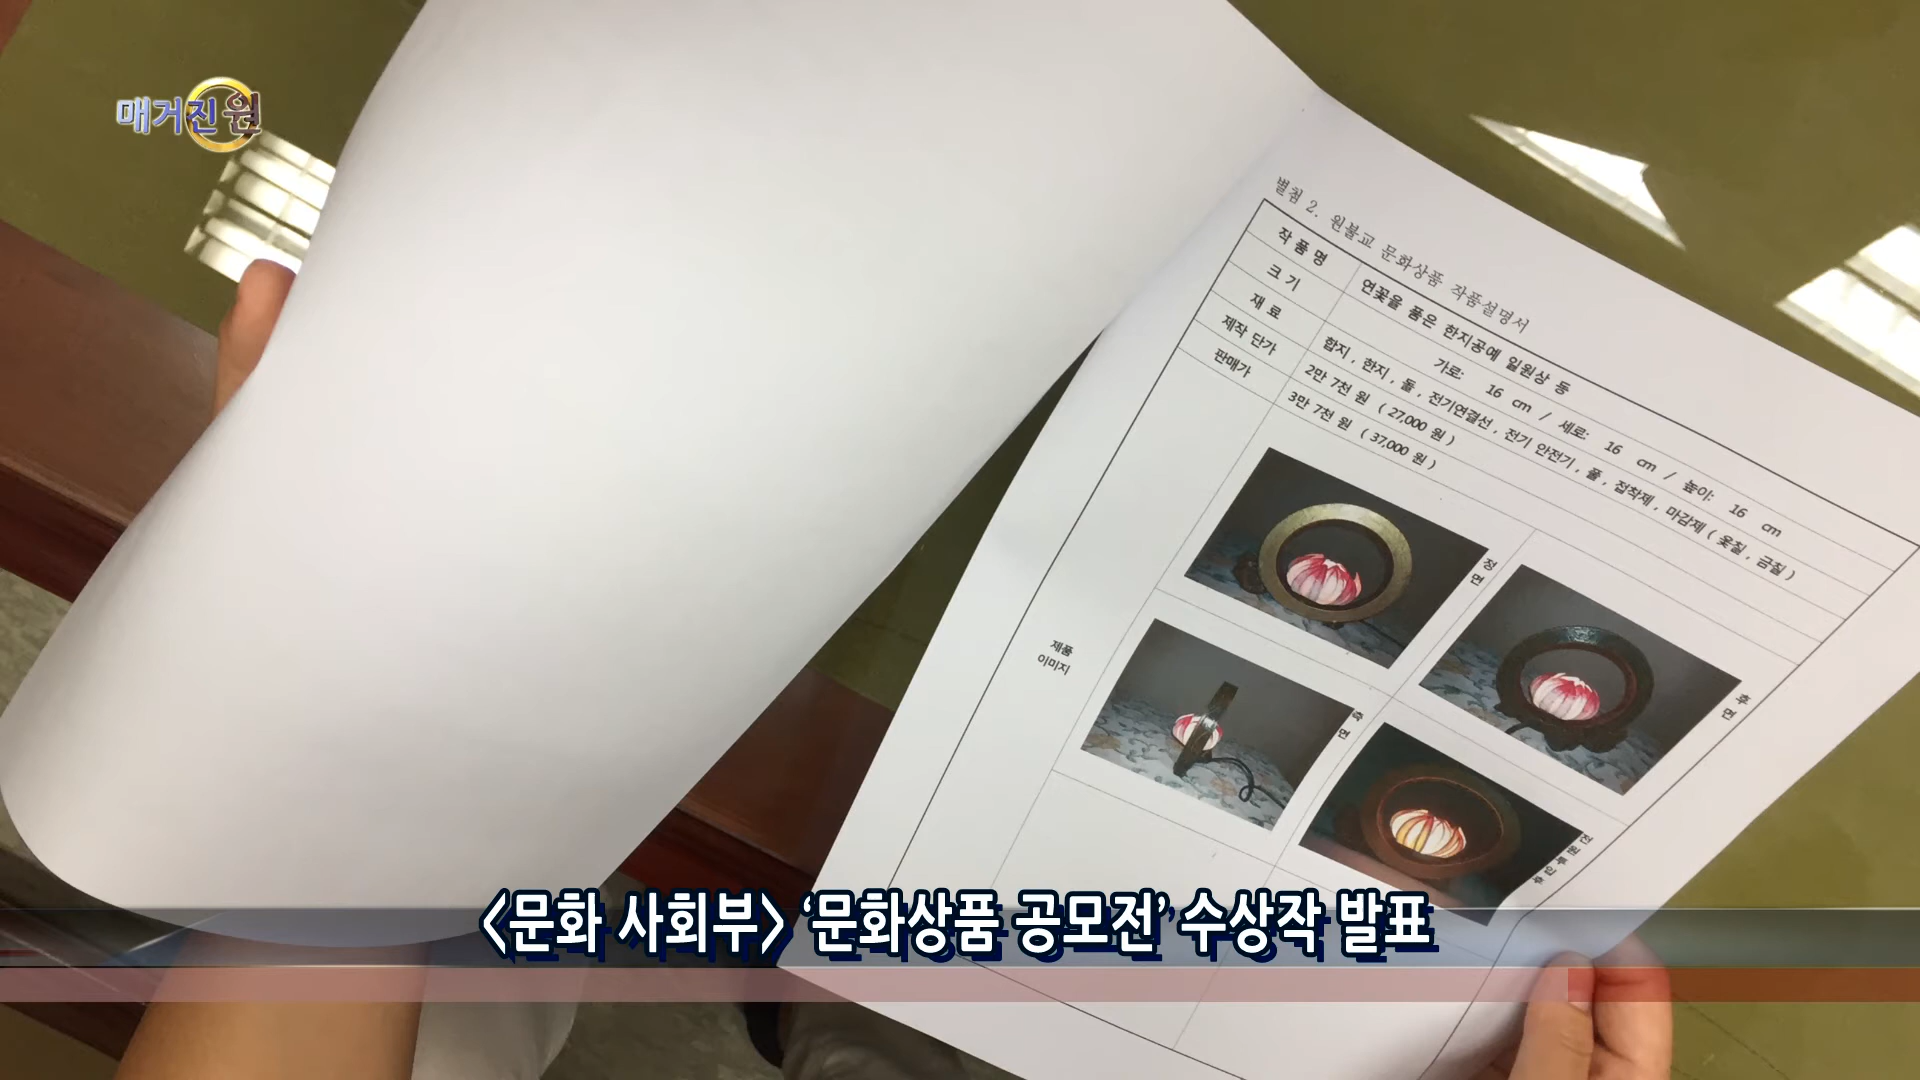 매거진 원
별첨 2. 원불교 문화상품 작품설명서
작품명 연꽃을 품은 한지공예 일원상 등
크기 가로: 16 cm / 세로: 16 cm / 높이: 16 cm
재료 합지, 한지, 돌, 전기연결선, 전기 안전기, 풀, 접착제, 마감제 (옻칠, 금칠)
제작 단가 2만 7천 원 (27,000 원)
판매가 3만 7천 원 (37,000 원)
제품
이미지
정면
후면
측면
전원투입후
<문화 사회부> ‘문화상품 공모전’ 수상작 발표